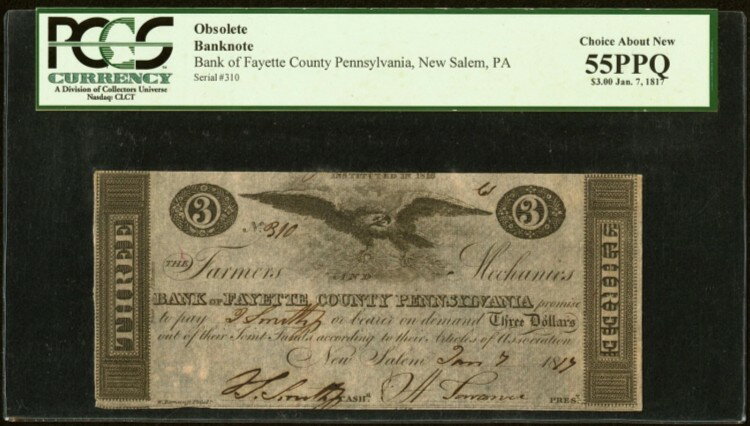 PCGS
CURRENCY
A Division of Collectors Universe
Nasdaq: CLCT
Obsolete
Banknote
Bank of Fayette County Pennsylvania, New Salem, PA
Serial#310
Choice About New
55PPQ
$3.00 Jan. 7, 1817
INSTITUTED IN 1816
3 3
No. 310
THREE
THREE
THE Farmers AND Mechanics
BANK OF FAYETTE COUNTY PENNSYLVANIA promise
to pay J Smith or bearer on demand Three Dollars
out of their Joint Funds according to their Articles of Association
New Salem Jan 7 1817
Smith CASHR. PREST.